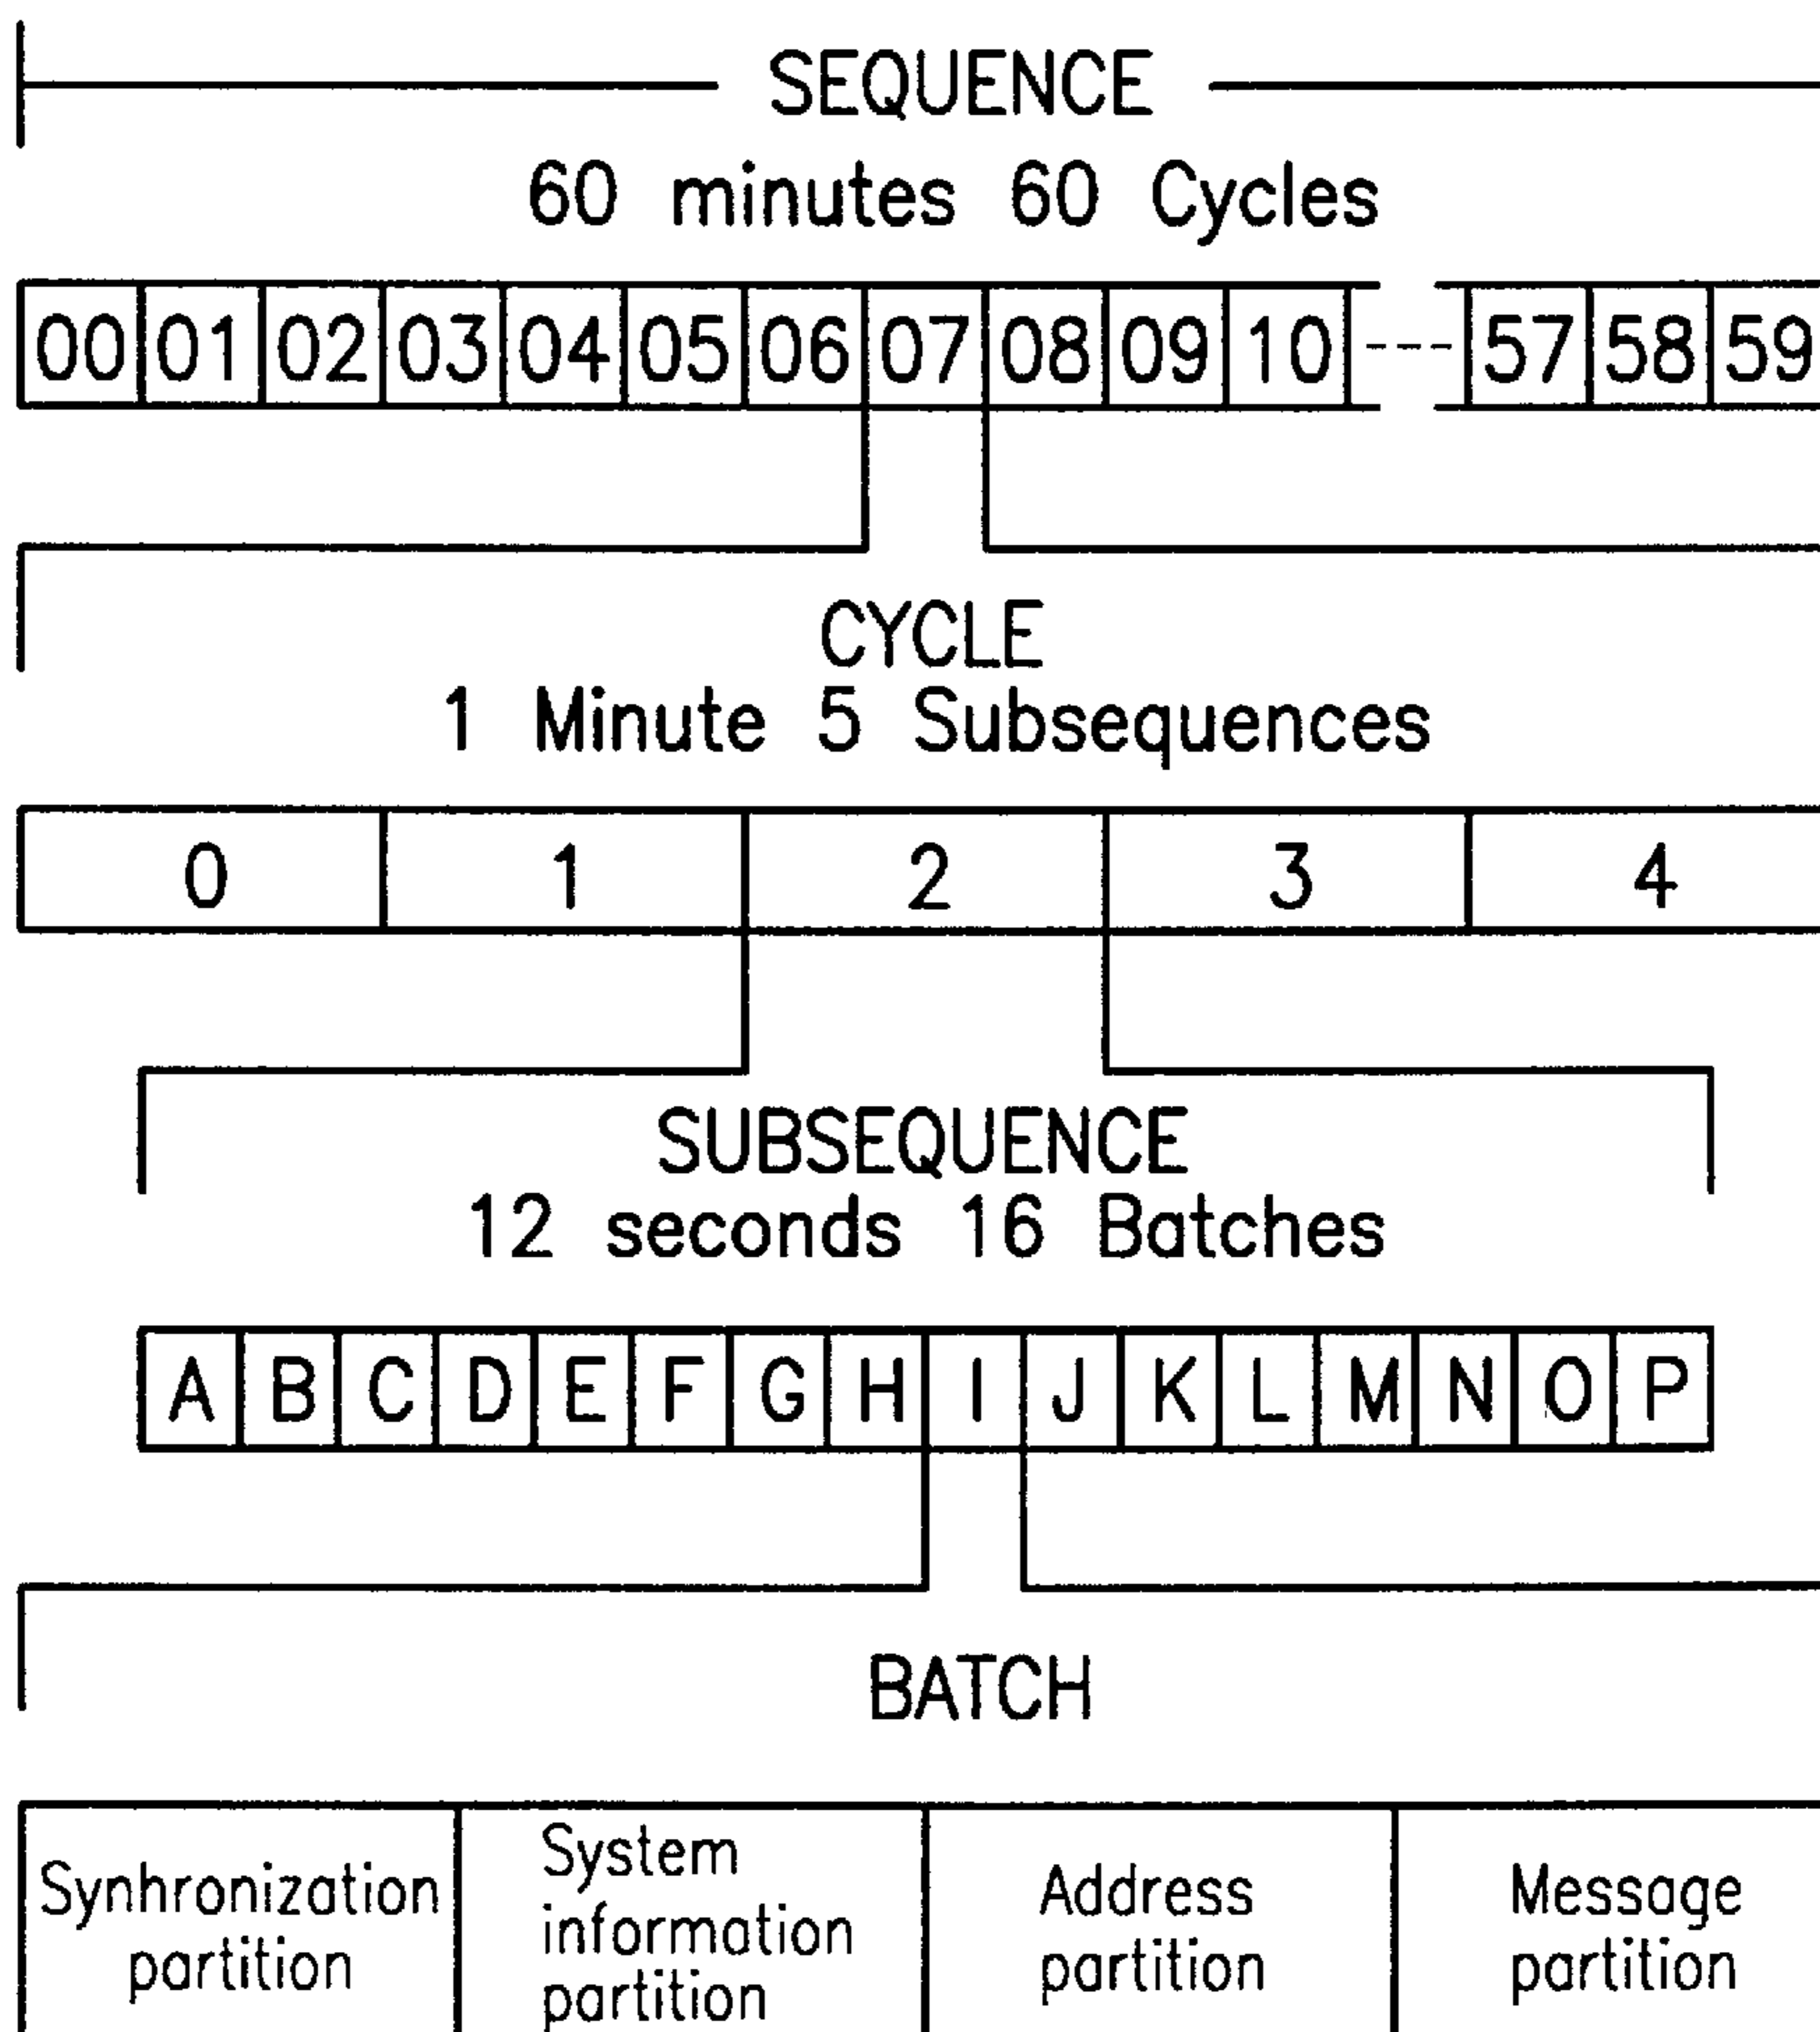 SEQUENCE
60 minutes 60 Cycles
00 01 02 03 04 05 06 07 08 09 10 --- 57 58 59
CYCLE
1 Minute 5 Subsequences
0 1 2 3 4
SUBSEQUENCE
12 seconds 16 Batches
A B C D E F G H I J K L M N O P
BATCH
Synhronization
partition
System
information
partition
Address
partition
Message
partition